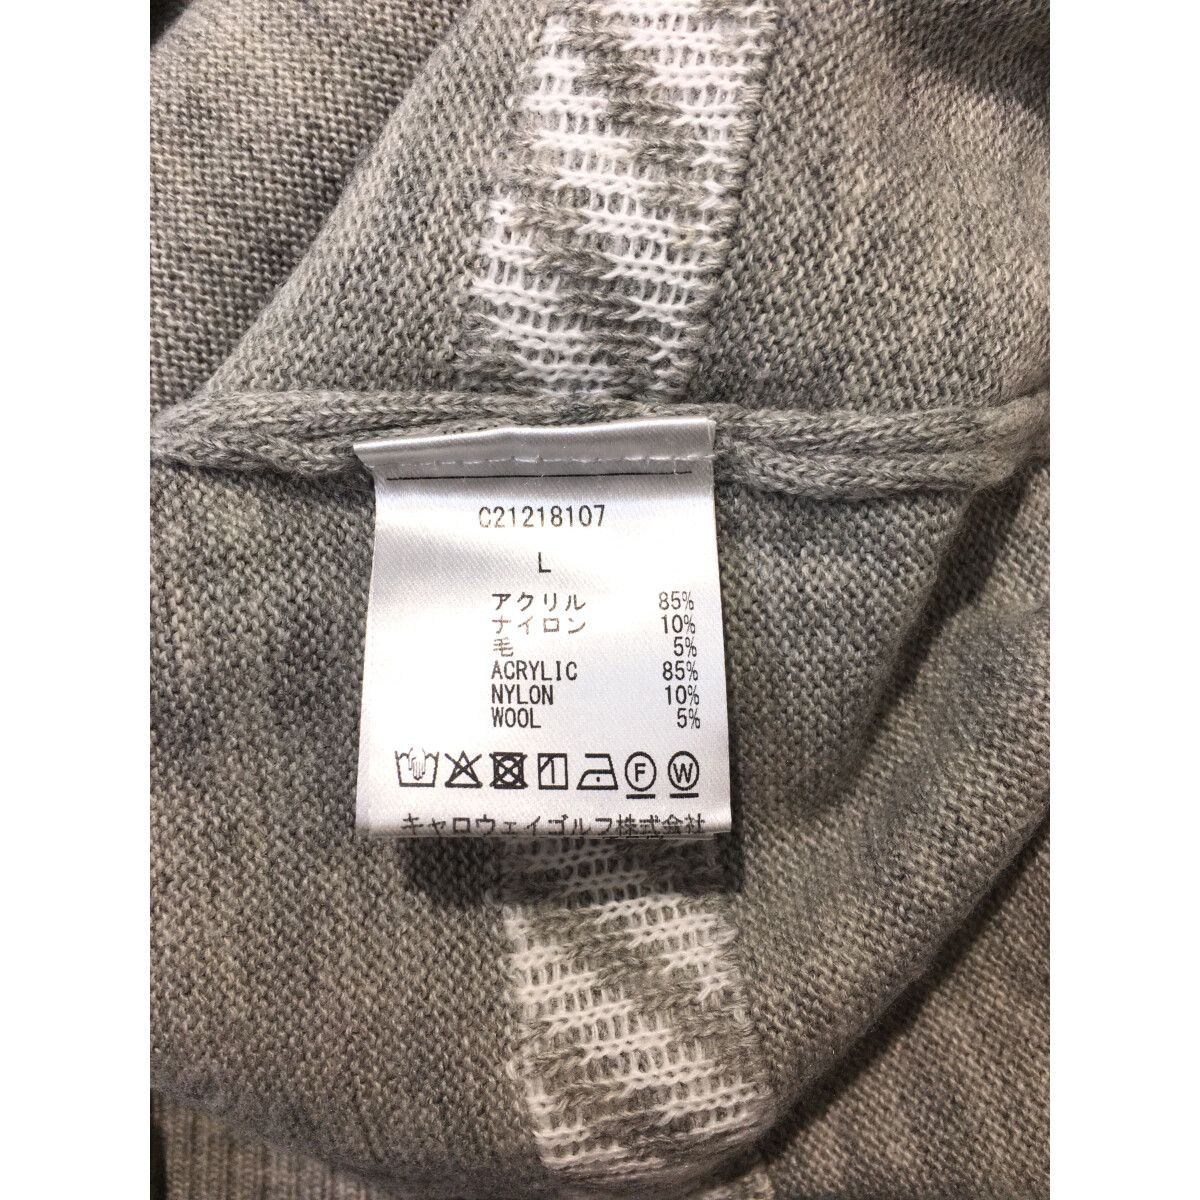 C21218107
L
アクリル 85%
ナイロン 10%
毛 5%
ACRYLIC 85%
NYLON 10%
WOOL 5%
F W
キャロウェイゴルフ株式会社